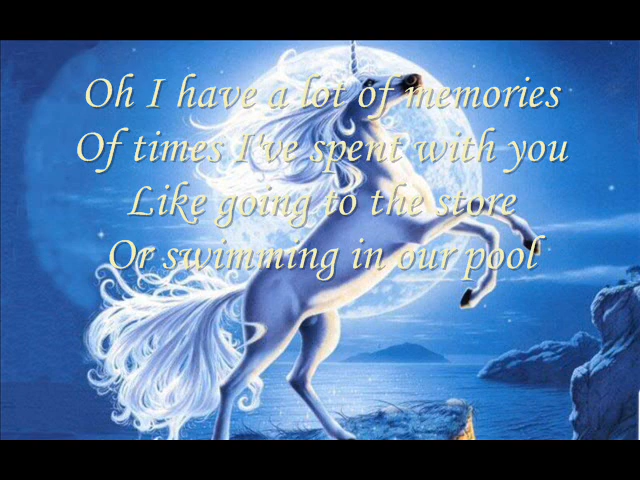 Oh I have a lot of memories
Of times I've spent with you
Like going to the store
Or swimming in our pool